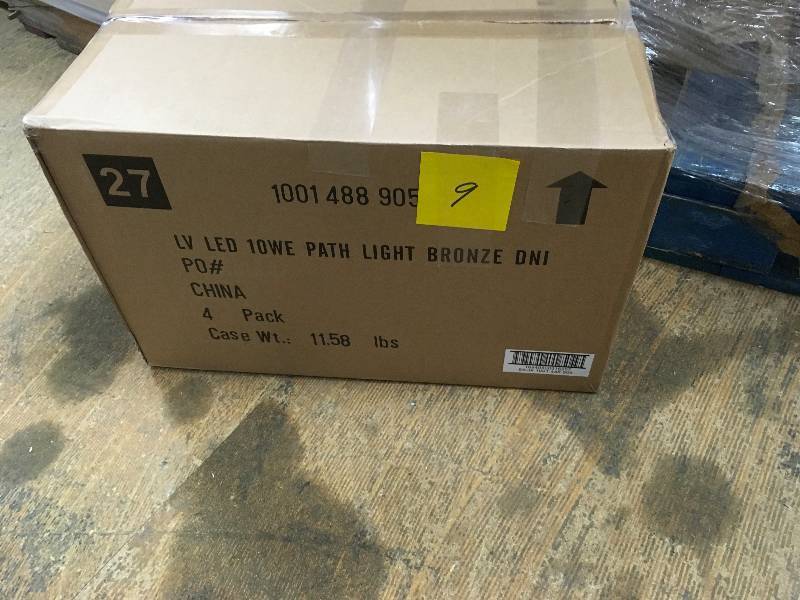 27
1001 488 905
9
LV LED 10WE PATH LIGHT BRONZE DNI
PO#
CHINA
4 Pack
Case Wt.: 11.58 lbs